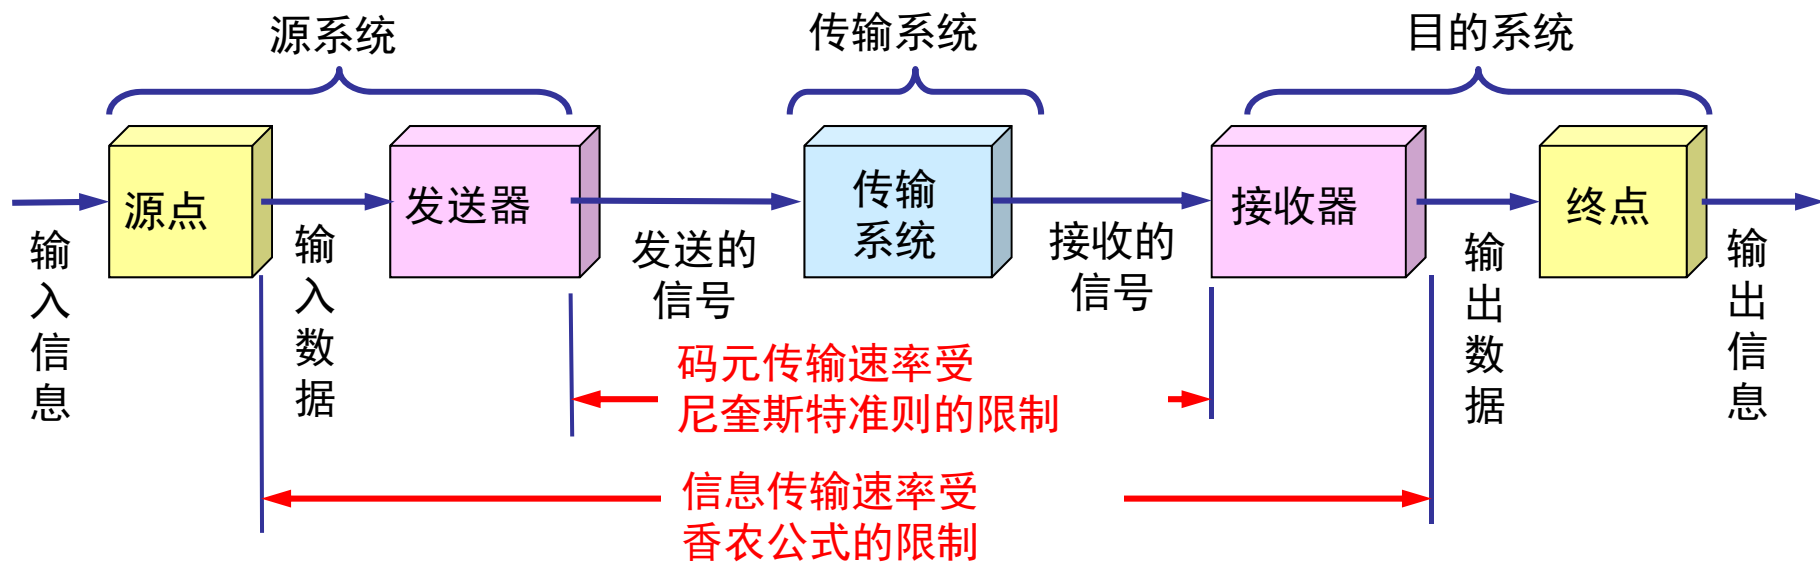 源系统
传输系统
目的系统
输入信息
源点
输入数据
发送器
发送的
信号
传输
系统
接收的
信号
接收器
输出数据
终点
输出信息
码元传输速率受
尼奎斯特准则的限制
信息传输速率受
香农公式的限制